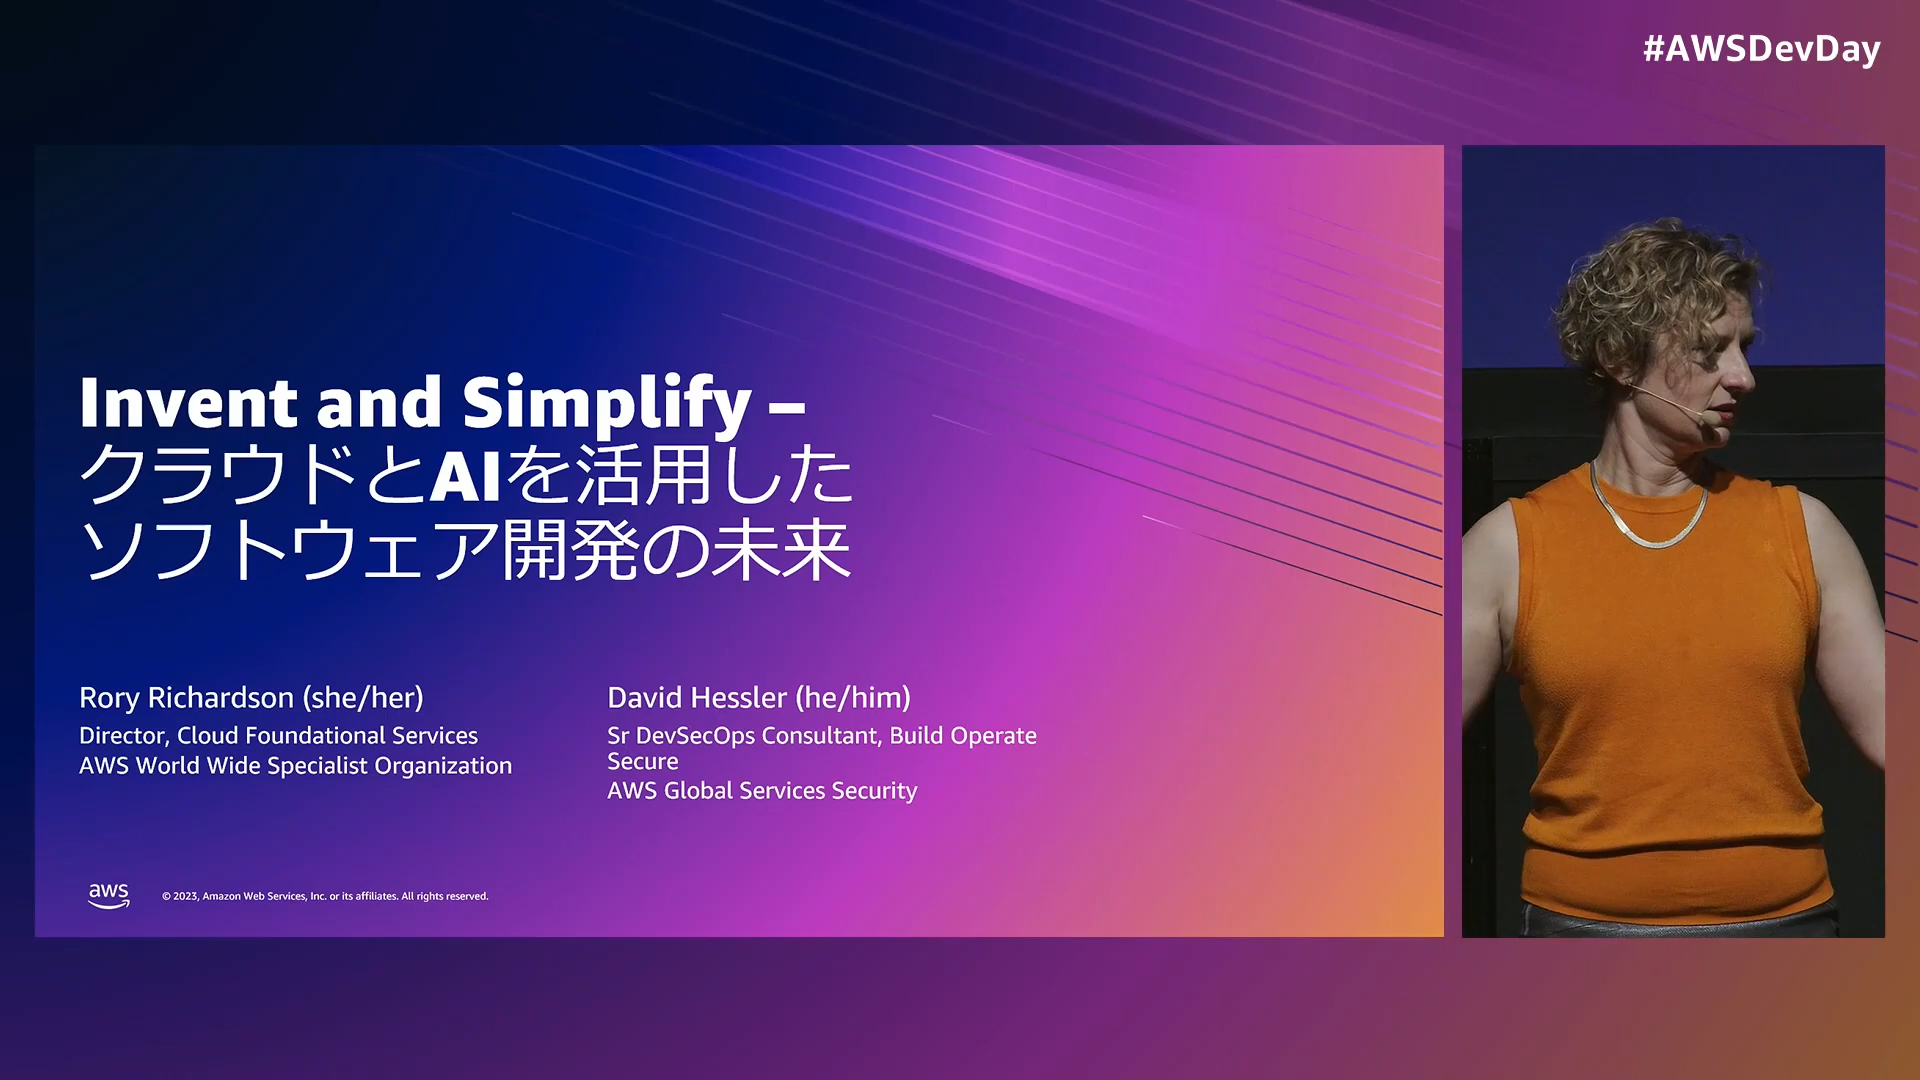 #AWSDevDay
Invent and Simplify –
クラウドとAIを活用した
ソフトウェア開発の未来
Rory Richardson (she/her)
Director, Cloud Foundational Services
AWS World Wide Specialist Organization
David Hessler (he/him)
Sr DevSecOps Consultant, Build Operate
Secure
AWS Global Services Security
aws
© 2023, Amazon Web Services, Inc. or its affiliates. All rights reserved.